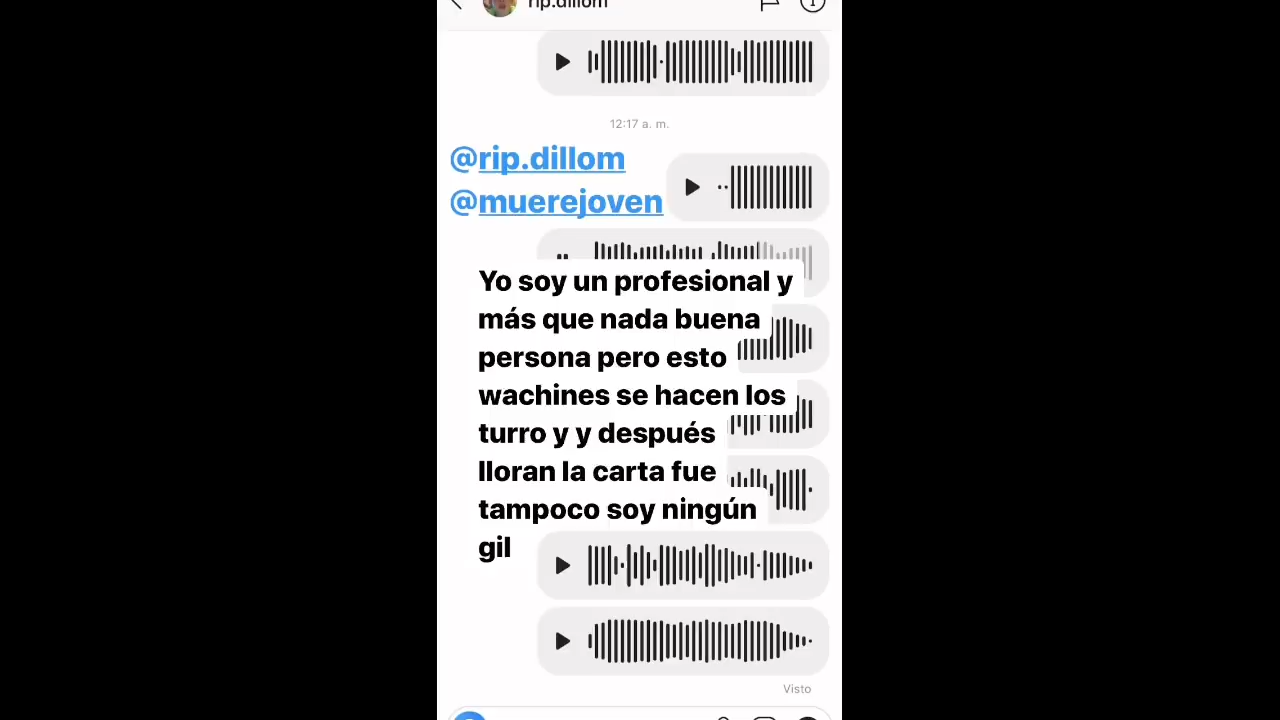 rip.dillom
12:17 a. m.
@rip.dillom
@muerejoven
Yo soy un profesional y
más que nada buena
persona pero esto
wachines se hacen los
turro y y después
lloran la carta fue
tampoco soy ningún
gil
Visto